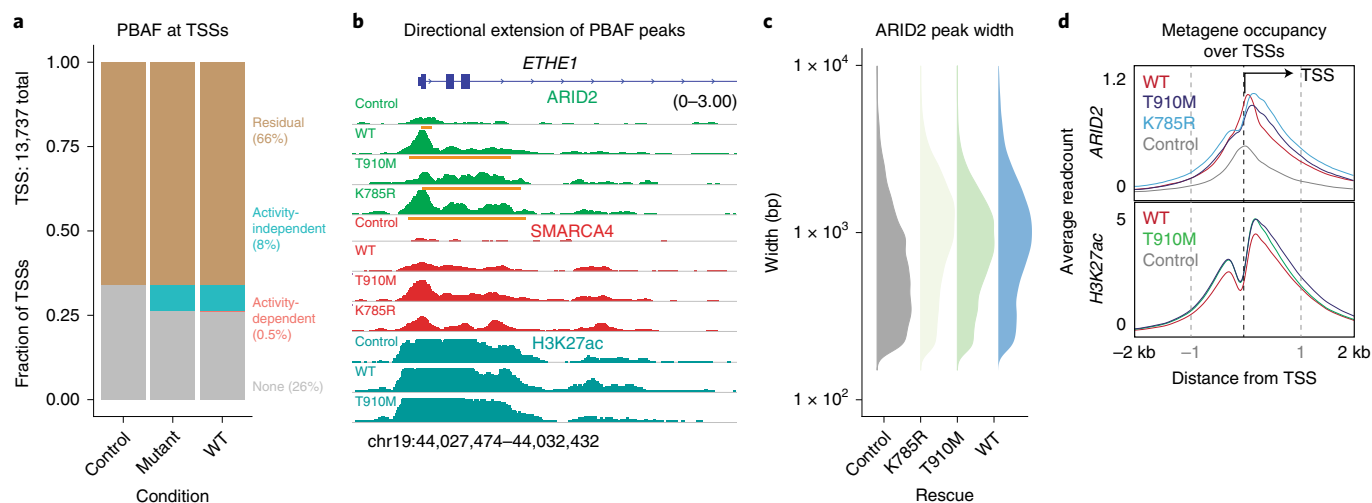 a
PBAF at TSSs
TSS: 13,737 total
Fraction of TSSs
1.00
0.75
0.50
0.25
0.00
Residual
(66%)
Activity-
independent
(8%)
Activity-
dependent
(0.5%)
None (26%)
Control
Mutant
WT
Condition
b
Directional extension of PBAF peaks
ETHE1
ARID2
(0–3.00)
Control
WT
T910M
K785R
Control
SMARCA4
WT
T910M
K785R
Control
H3K27ac
WT
T910M
chr19:44,027,474–44,032,432
c
ARID2 peak width
Width (bp)
1 × 10⁴
1 × 10³
1 × 10²
Control
K785R
T910M
WT
Rescue
d
Metagene occupancy
over TSSs
TSS
Average readcount
ARID2
1.2
0
WT
T910M
K785R
Control
H3K27ac
5
0
WT
T910M
Control
−2 kb
−1
1
2 kb
Distance from TSS